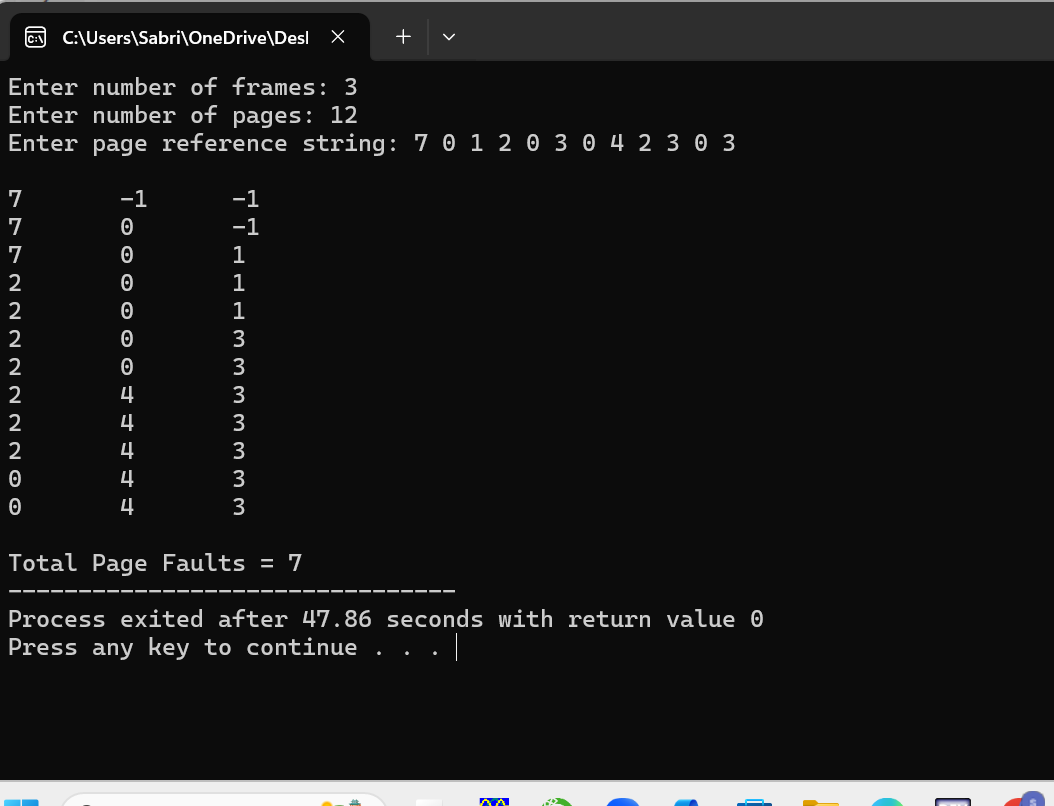 C:\Users\Sabri\OneDrive\Desl
Enter number of frames: 3
Enter number of pages: 12
Enter page reference string: 7 0 1 2 0 3 0 4 2 3 0 3
7 -1 -1
7 0 -1
7 0 1
2 0 1
2 0 1
2 0 3
2 0 3
2 4 3
2 4 3
2 4 3
0 4 3
0 4 3
Total Page Faults = 7
--------------------------------
Process exited after 47.86 seconds with return value 0
Press any key to continue . . .